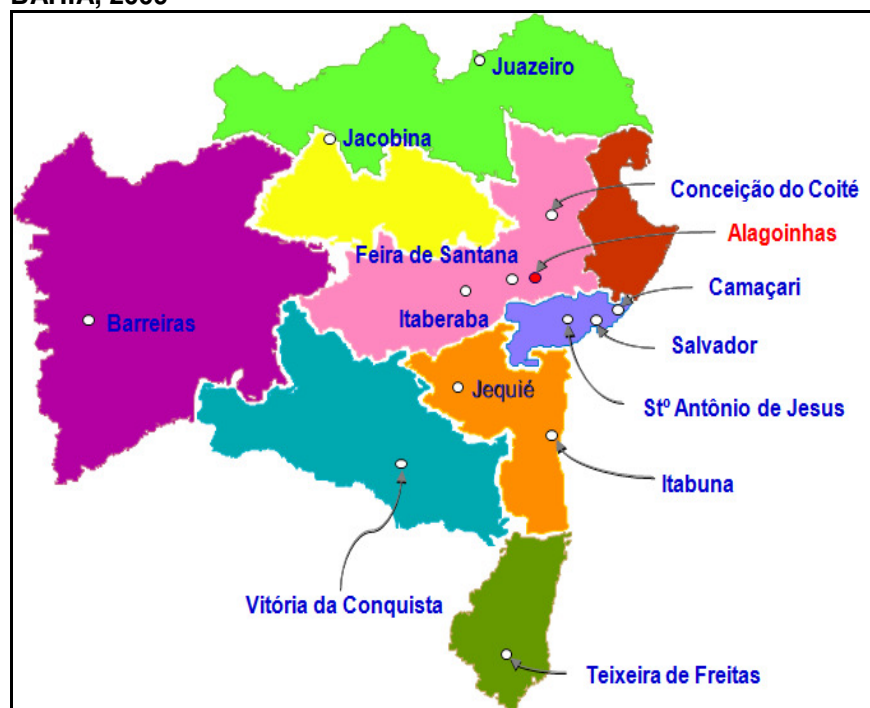 Juazeiro
Jacobina
Conceição do Coité
Alagoinhas
Feira de Santana
Camaçari
Itaberaba
Barreiras
Salvador
Jequié
Stº Antônio de Jesus
Itabuna
Vitória da Conquista
Teixeira de Freitas